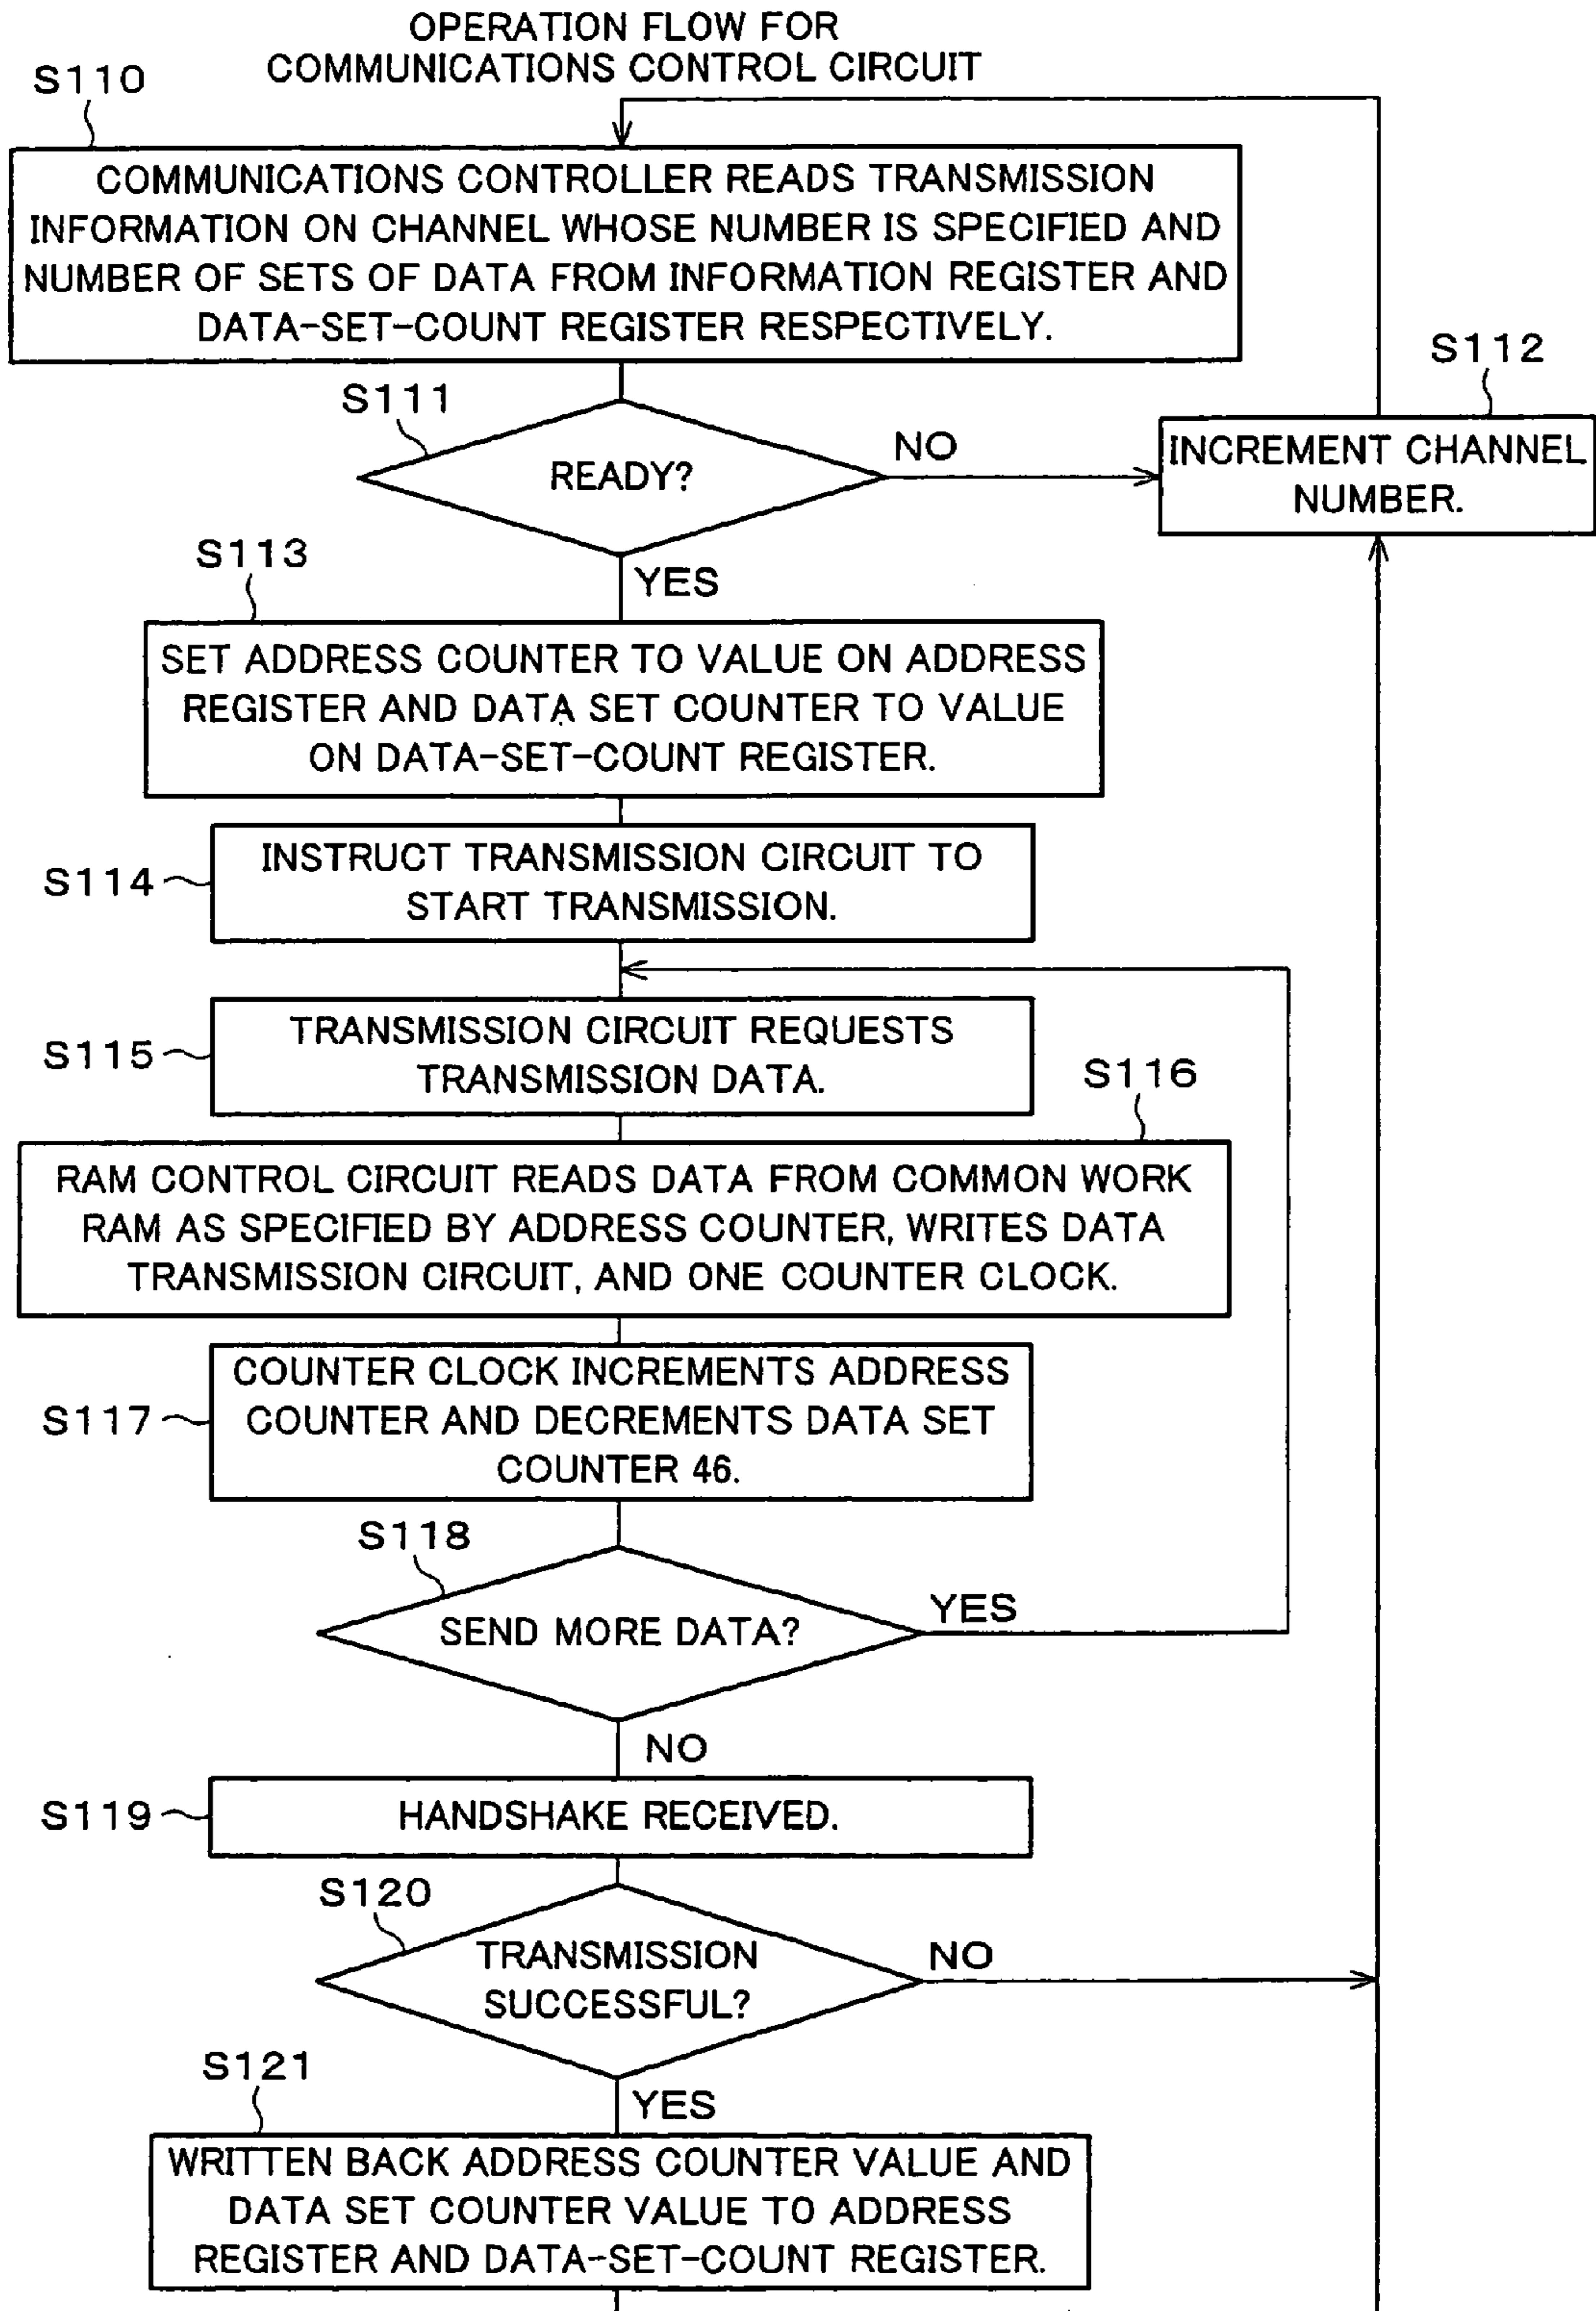 OPERATION FLOW FOR
COMMUNICATIONS CONTROL CIRCUIT
S110
COMMUNICATIONS CONTROLLER READS TRANSMISSION
INFORMATION ON CHANNEL WHOSE NUMBER IS SPECIFIED AND
NUMBER OF SETS OF DATA FROM INFORMATION REGISTER AND
DATA-SET-COUNT REGISTER RESPECTIVELY.
S111
READY?
NO
S112
INCREMENT CHANNEL
NUMBER.
YES
S113
SET ADDRESS COUNTER TO VALUE ON ADDRESS
REGISTER AND DATA SET COUNTER TO VALUE
ON DATA-SET-COUNT REGISTER.
S114
INSTRUCT TRANSMISSION CIRCUIT TO
START TRANSMISSION.
S115
TRANSMISSION CIRCUIT REQUESTS
TRANSMISSION DATA.
S116
RAM CONTROL CIRCUIT READS DATA FROM COMMON WORK
RAM AS SPECIFIED BY ADDRESS COUNTER, WRITES DATA
TRANSMISSION CIRCUIT, AND ONE COUNTER CLOCK.
S117
COUNTER CLOCK INCREMENTS ADDRESS
COUNTER AND DECREMENTS DATA SET
COUNTER 46.
S118
SEND MORE DATA?
YES
NO
S119
HANDSHAKE RECEIVED.
S120
TRANSMISSION
SUCCESSFUL?
NO
YES
S121
WRITTEN BACK ADDRESS COUNTER VALUE AND
DATA SET COUNTER VALUE TO ADDRESS
REGISTER AND DATA-SET-COUNT REGISTER.